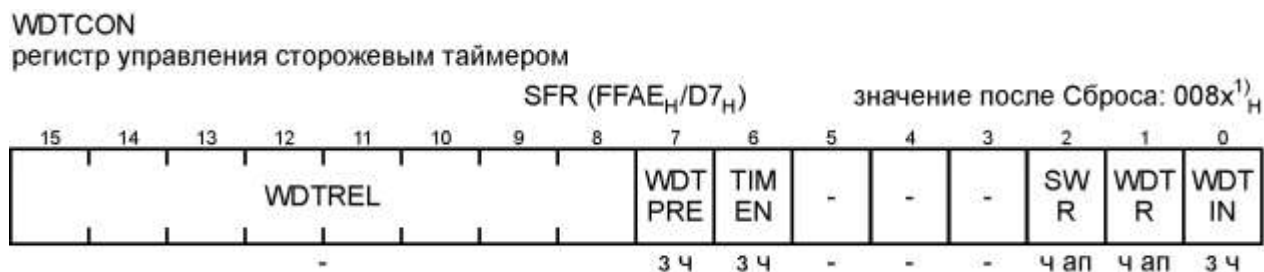 WDTCON
регистр управления сторожевым таймером
SFR (FFAEH/D7H) значение после Сброса: 008x1)H
15 14 13 12 11 10 9 8 7 6 5 4 3 2 1 0
WDTREL WDT PRE TIM EN - - - SW R WDT R WDT IN
- з ч з ч - - - ч ап ч ап з ч